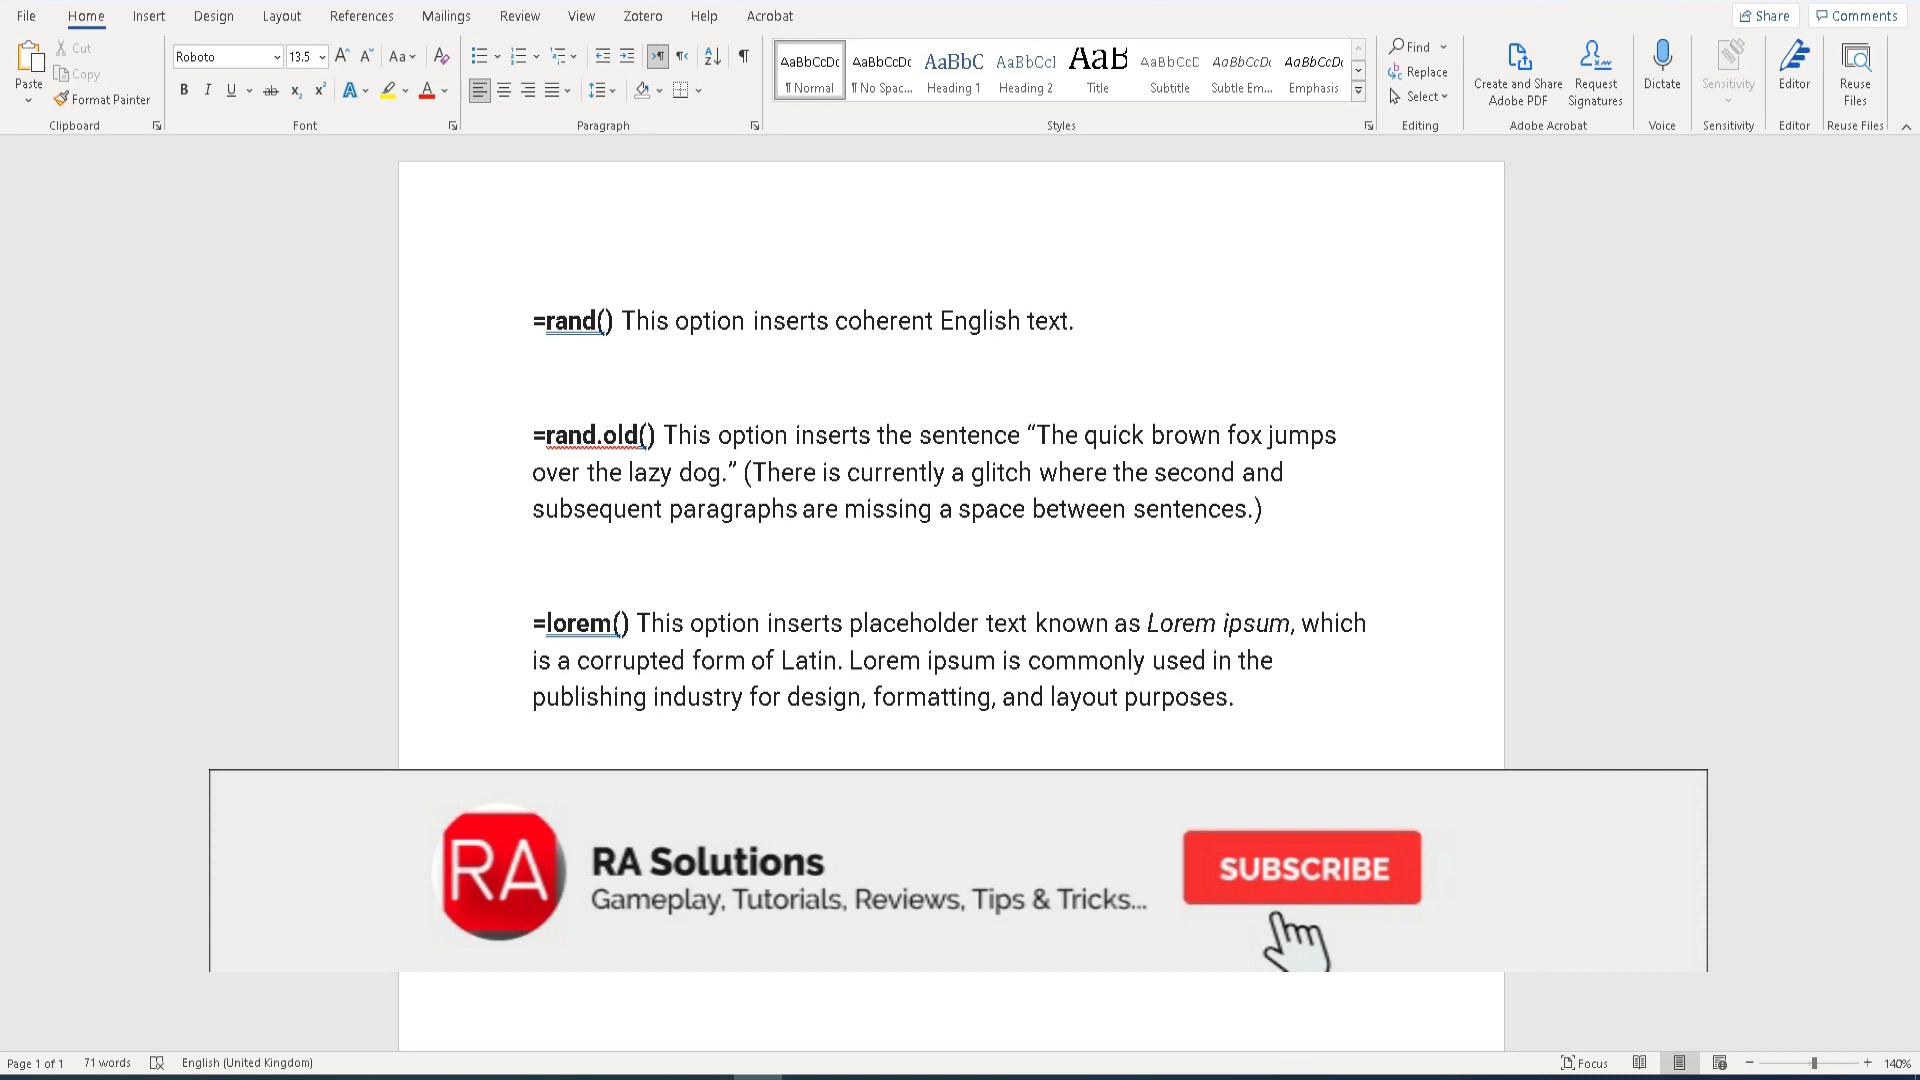 File Home Insert Design Layout References Mailings Review View Zotero Help Acrobat Share Comments
Paste
Cut
Copy
Format Painter
Clipboard
Roboto 13.5
Aa
B I U ab x₂ x² A A
Font
Paragraph
AaBbCcDc AaBbCcDc AaBbC AaBbCcI AaB AaBbCcD AaBbCcDc AaBbCcDc
¶ Normal ¶ No Spac... Heading 1 Heading 2 Title Subtitle Subtle Em... Emphasis
Styles
Find
Replace
Select
Editing
Create and Share Adobe PDF
Request Signatures
Adobe Acrobat
Dictate
Voice
Sensitivity
Sensitivity
Editor
Editor
Reuse Files
Reuse Files
=rand() This option inserts coherent English text.
=rand.old() This option inserts the sentence “The quick brown fox jumps
over the lazy dog.” (There is currently a glitch where the second and
subsequent paragraphs are missing a space between sentences.)
=lorem() This option inserts placeholder text known as Lorem ipsum, which
is a corrupted form of Latin. Lorem ipsum is commonly used in the
publishing industry for design, formatting, and layout purposes.
RA
RA Solutions
Gameplay, Tutorials, Reviews, Tips & Tricks...
SUBSCRIBE
Page 1 of 1 71 words English (United Kingdom) Focus 140%